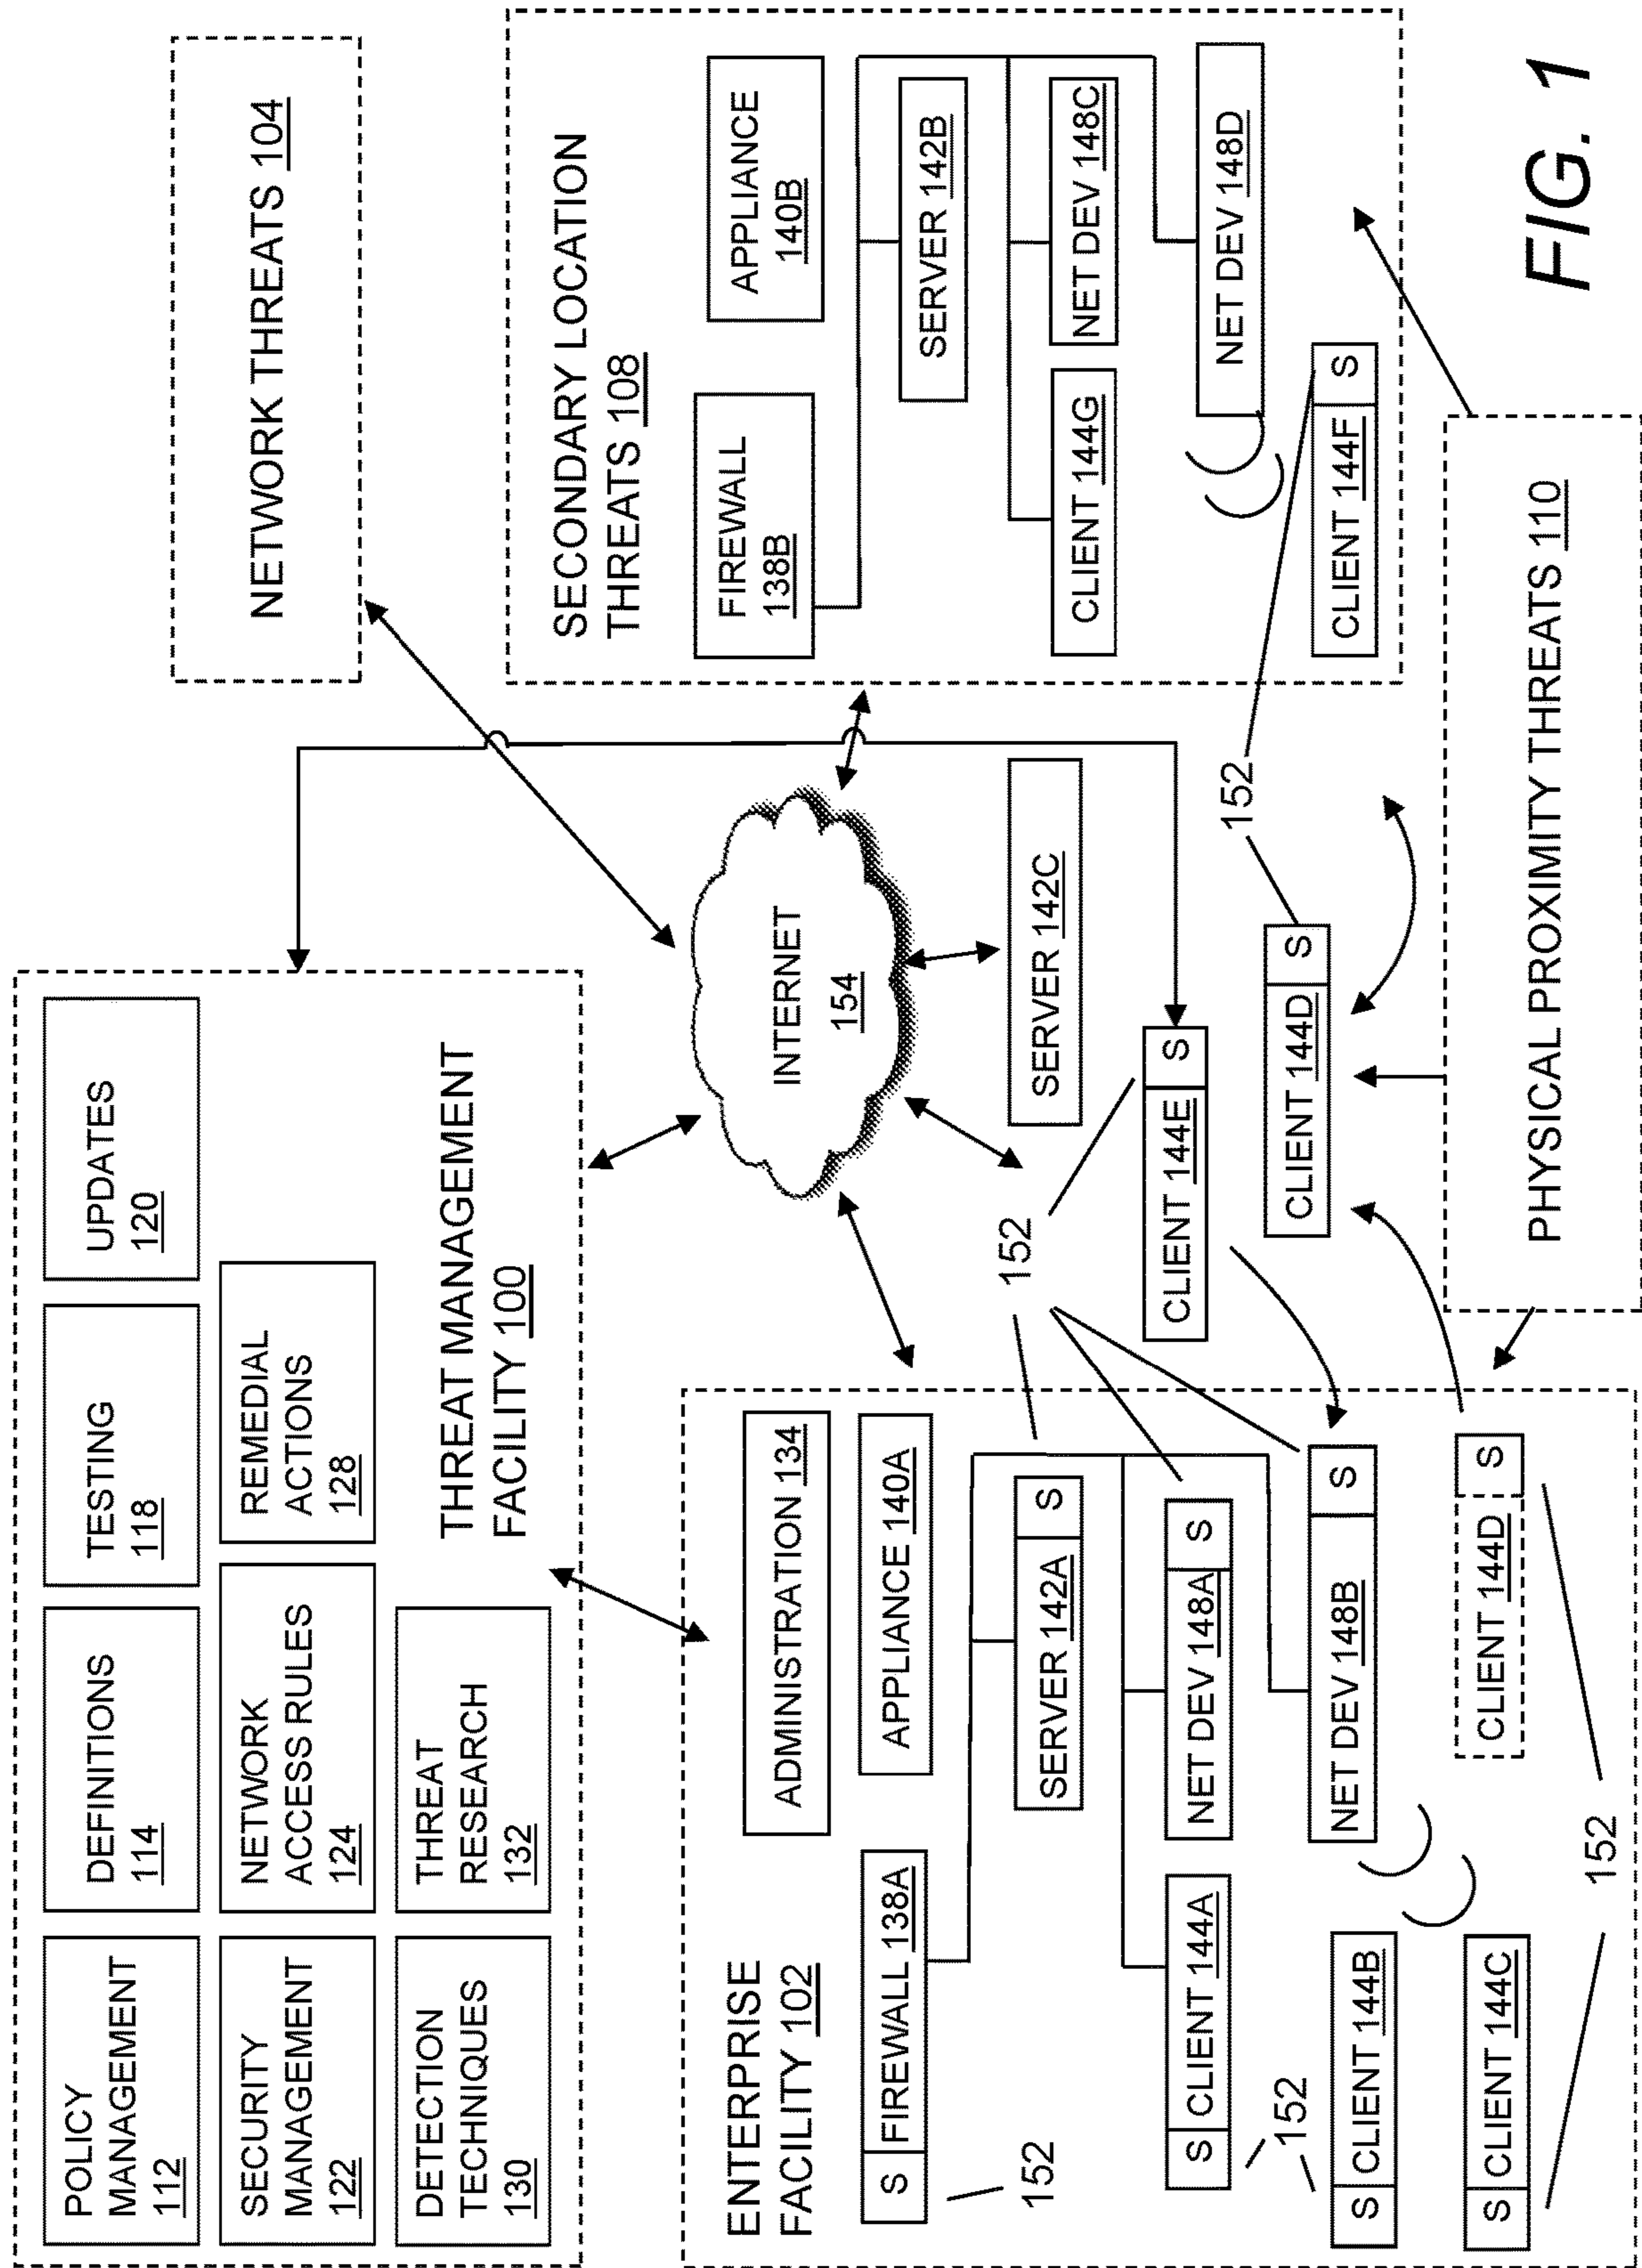 POLICY
MANAGEMENT
112
DEFINITIONS
114
TESTING
118
UPDATES
120
SECURITY
MANAGEMENT
122
NETWORK
ACCESS RULES
124
REMEDIAL
ACTIONS
128
DETECTION
TECHNIQUES
130
THREAT
RESEARCH
132
THREAT MANAGEMENT
FACILITY 100
NETWORK THREATS 104
INTERNET
154
SECONDARY LOCATION
THREATS 108
FIREWALL
138B
APPLIANCE
140B
SERVER 142B
CLIENT 144G
NET DEV 148C
NET DEV 148D
CLIENT 144F
S
ENTERPRISE
FACILITY 102
ADMINISTRATION 134
S
FIREWALL 138A
APPLIANCE 140A
152
SERVER 142A
S
152
SERVER 142C
S
CLIENT 144A
NET DEV 148A
S
CLIENT 144E
S
152
152
S
CLIENT 144B
NET DEV 148B
S
CLIENT 144D
S
S
CLIENT 144C
CLIENT 144D
S
152
PHYSICAL PROXIMITY THREATS 110
FIG. 1